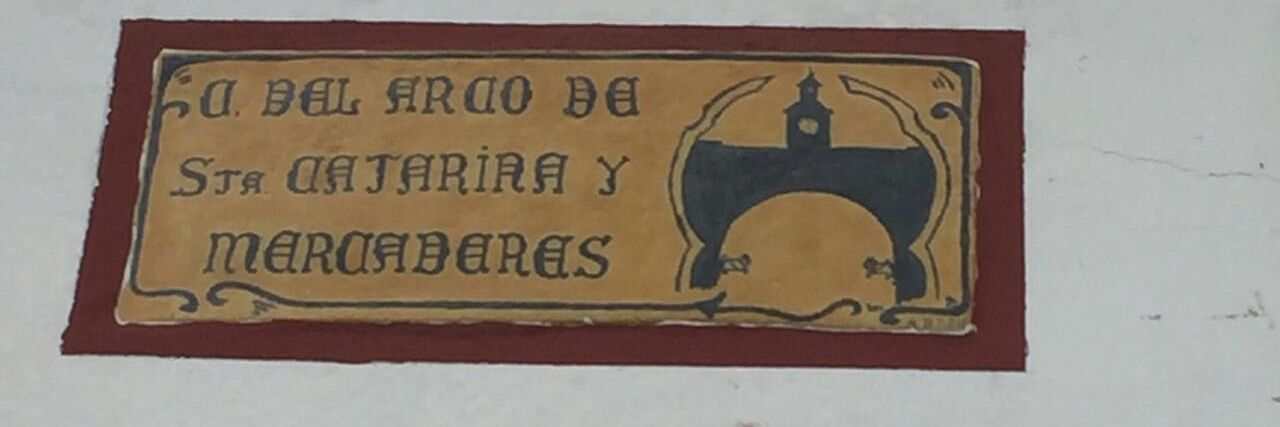 C. DEL ARCO DE
STA. CATARINA Y
MERCADERES